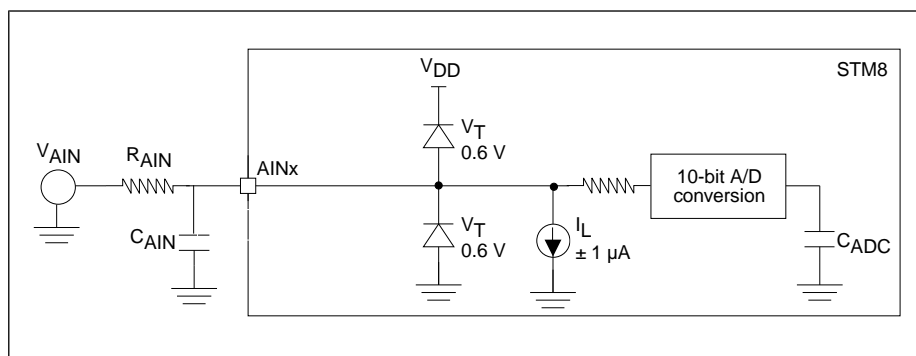 STM8
VDD
VT
0.6 V
VAIN
RAIN
AINx
10-bit A/D
conversion
CAIN
VT
0.6 V
IL
± 1 µA
CADC